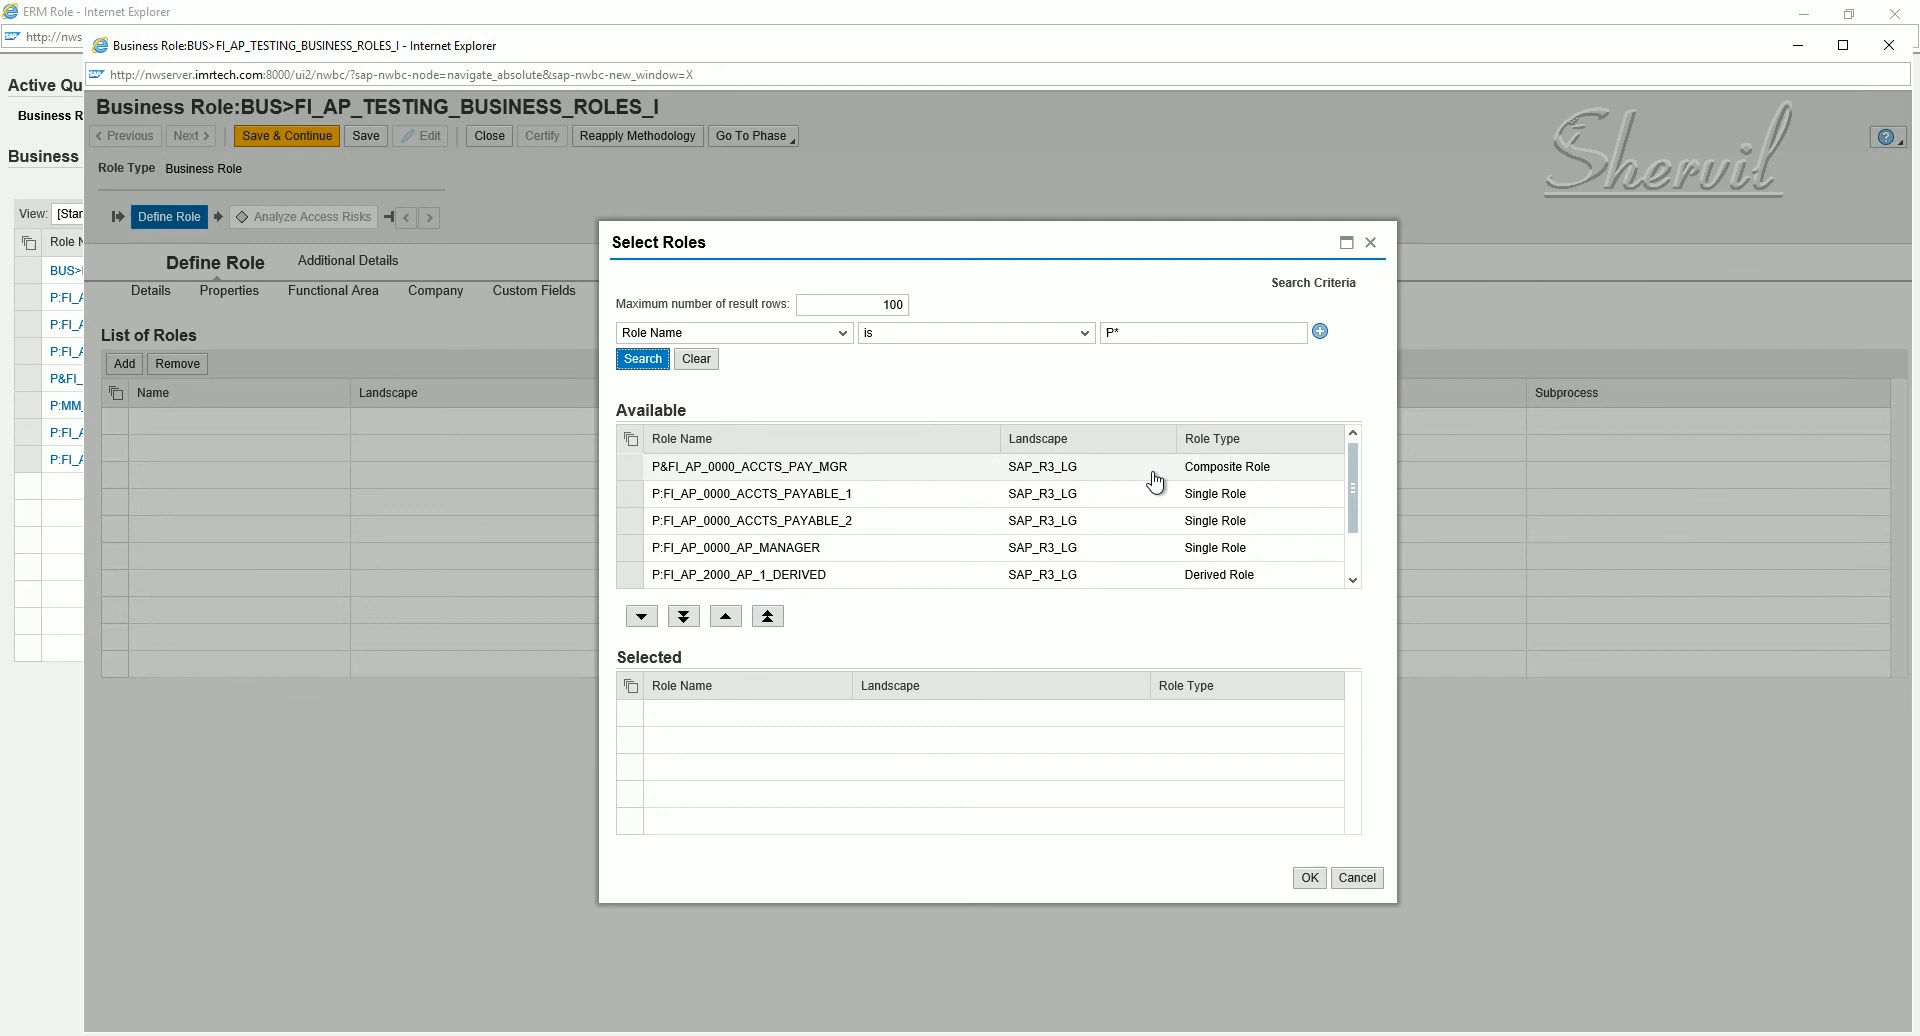 ERM Role - Internet Explorer
http://nws
Active Qu
Business R
Business
View: [Star
Role N
BUS>
P:FI_A
P:FI_A
P:FI_A
P&FI_
P:MM_
P:FI_A
P:FI_A
Business Role:BUS>FI_AP_TESTING_BUSINESS_ROLES_I - Internet Explorer
http://nwserver.imrtech.com:8000/ui2/nwbc/?sap-nwbc-node=navigate_absolute&sap-nwbc-new_window=X
Business Role:BUS>FI_AP_TESTING_BUSINESS_ROLES_I
Previous Next Save & Continue Save Edit Close Certify Reapply Methodology Go To Phase
Shervil
Role Type Business Role
Define Role Analyze Access Risks
Define Role Additional Details
Details Properties Functional Area Company Custom Fields
List of Roles
Add Remove
Name Landscape Subprocess
Select Roles
Search Criteria
Maximum number of result rows: 100
Role Name is P*
Search Clear
Available
Role Name Landscape Role Type
P&FI_AP_0000_ACCTS_PAY_MGR SAP_R3_LG Composite Role
P:FI_AP_0000_ACCTS_PAYABLE_1 SAP_R3_LG Single Role
P:FI_AP_0000_ACCTS_PAYABLE_2 SAP_R3_LG Single Role
P:FI_AP_0000_AP_MANAGER SAP_R3_LG Single Role
P:FI_AP_2000_AP_1_DERIVED SAP_R3_LG Derived Role
Selected
Role Name Landscape Role Type
OK Cancel